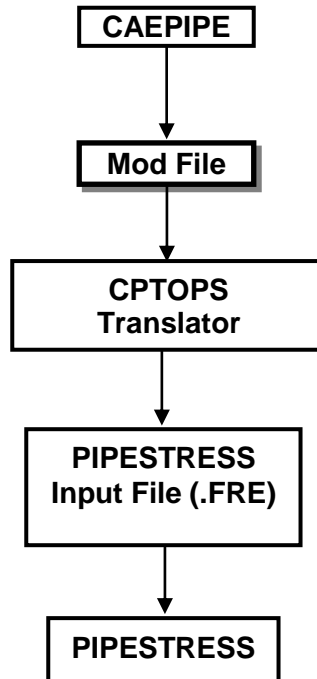 CAEPIPE
Mod File
CPTOPS
Translator
PIPESTRESS
Input File (.FRE)
PIPESTRESS